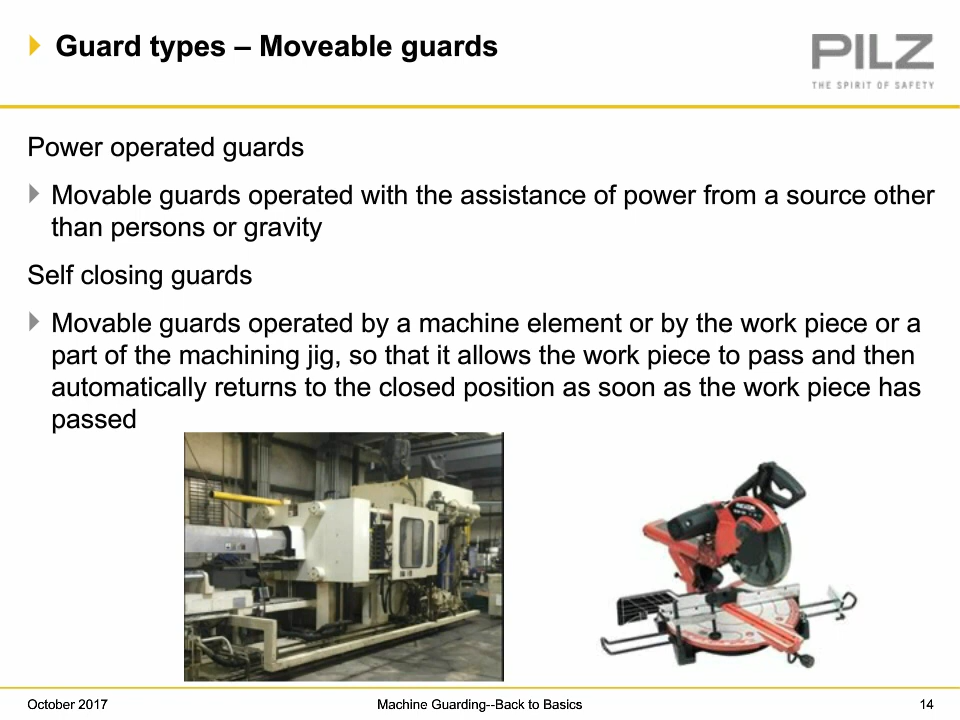 Guard types – Moveable guards
PILZ
THE SPIRIT OF SAFETY
Power operated guards
Movable guards operated with the assistance of power from a source other
than persons or gravity
Self closing guards
Movable guards operated by a machine element or by the work piece or a
part of the machining jig, so that it allows the work piece to pass and then
automatically returns to the closed position as soon as the work piece has
passed
October 2017
Machine Guarding--Back to Basics
14